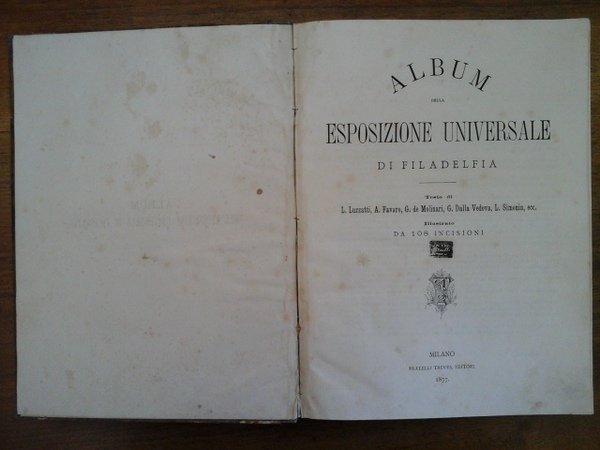 ALBUM
DELLA
ESPOSIZIONE UNIVERSALE
DI FILADELFIA
Testo di
L. Luzzatti, A. Favaro, G. de Molinari, G. Dalla Vedova, L. Simonin, ecc.
Illustrato
DA 108 INCISIONI
MILANO
FRATELLI TREVES, EDITORI
1877.